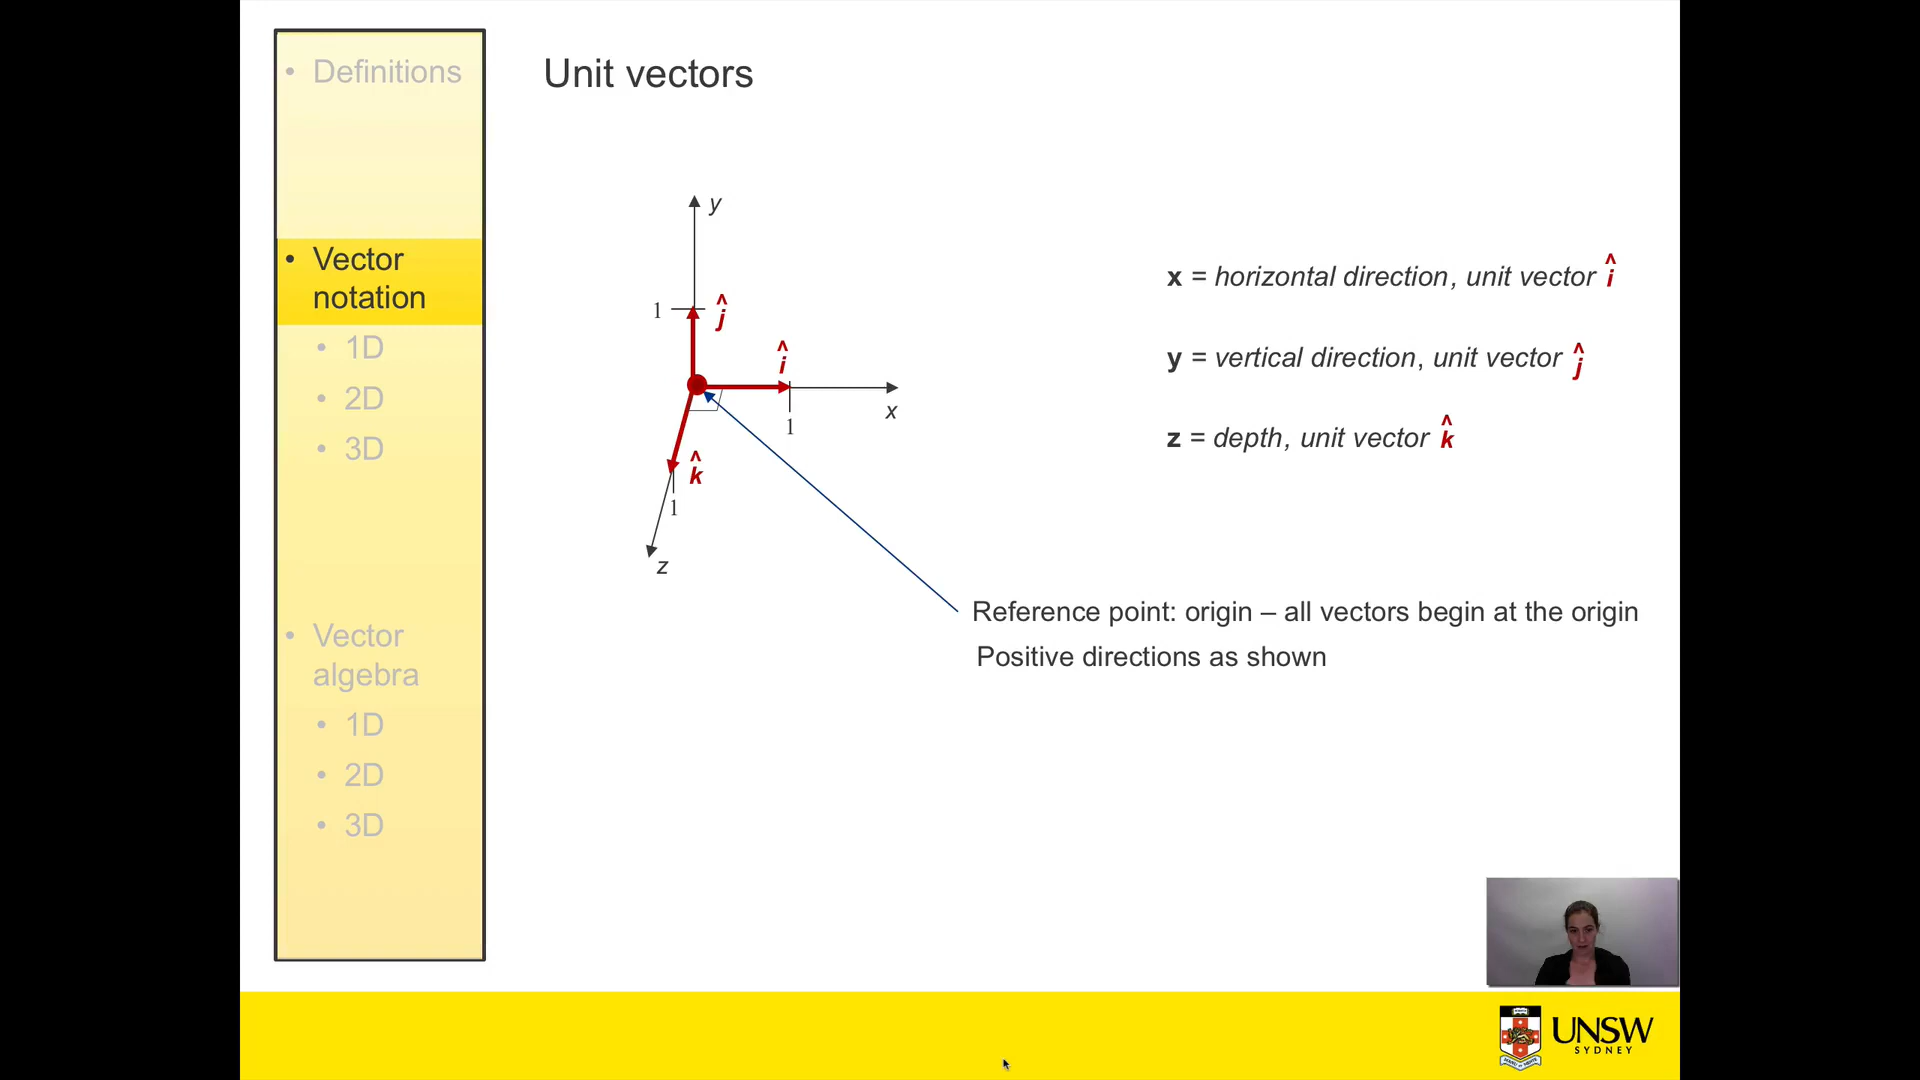 • Definitions
• Vector
notation
• 1D
• 2D
• 3D
• Vector
algebra
• 1D
• 2D
• 3D
Unit vectors
y
1
ĵ
î
x
1
k̂
1
z
x = horizontal direction, unit vector î
y = vertical direction, unit vector ĵ
z = depth, unit vector k̂
Reference point: origin – all vectors begin at the origin
Positive directions as shown
UNSW
SYDNEY